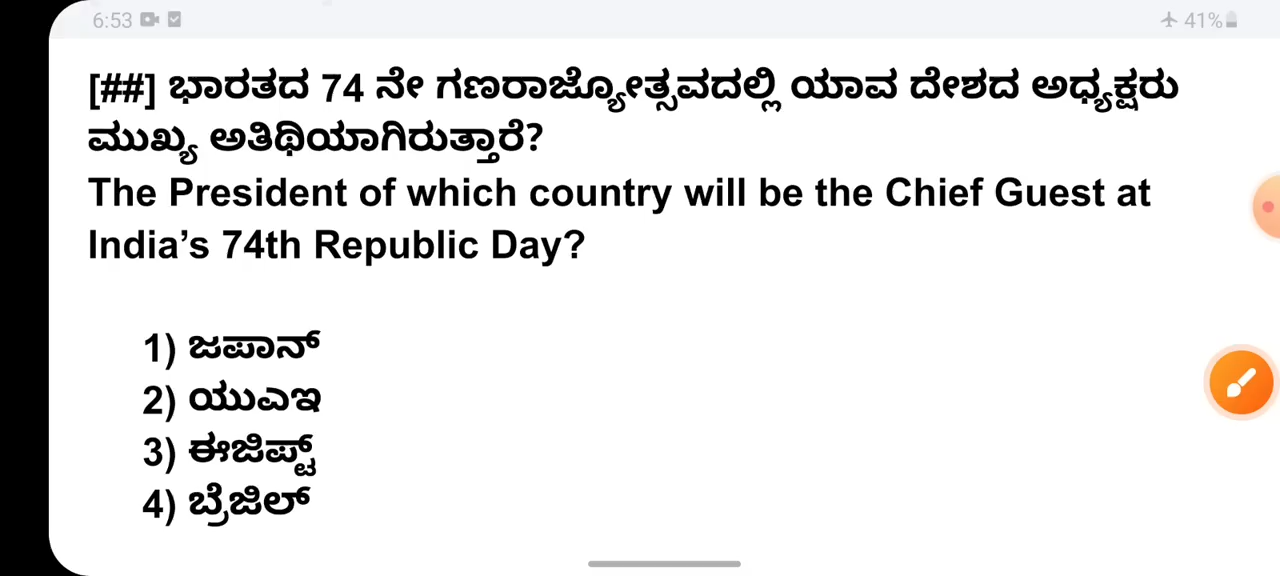 6:53
41%
[##] ಭಾರತದ 74 ನೇ ಗಣರಾಜ್ಯೋತ್ಸವದಲ್ಲಿ ಯಾವ ದೇಶದ ಅಧ್ಯಕ್ಷರು
ಮುಖ್ಯ ಅತಿಥಿಯಾಗಿರುತ್ತಾರೆ?
The President of which country will be the Chief Guest at
India’s 74th Republic Day?
1) ಜಪಾನ್
2) ಯುಎಇ
3) ಈಜಿಪ್ಟ್
4) ಬ್ರೆಜಿಲ್